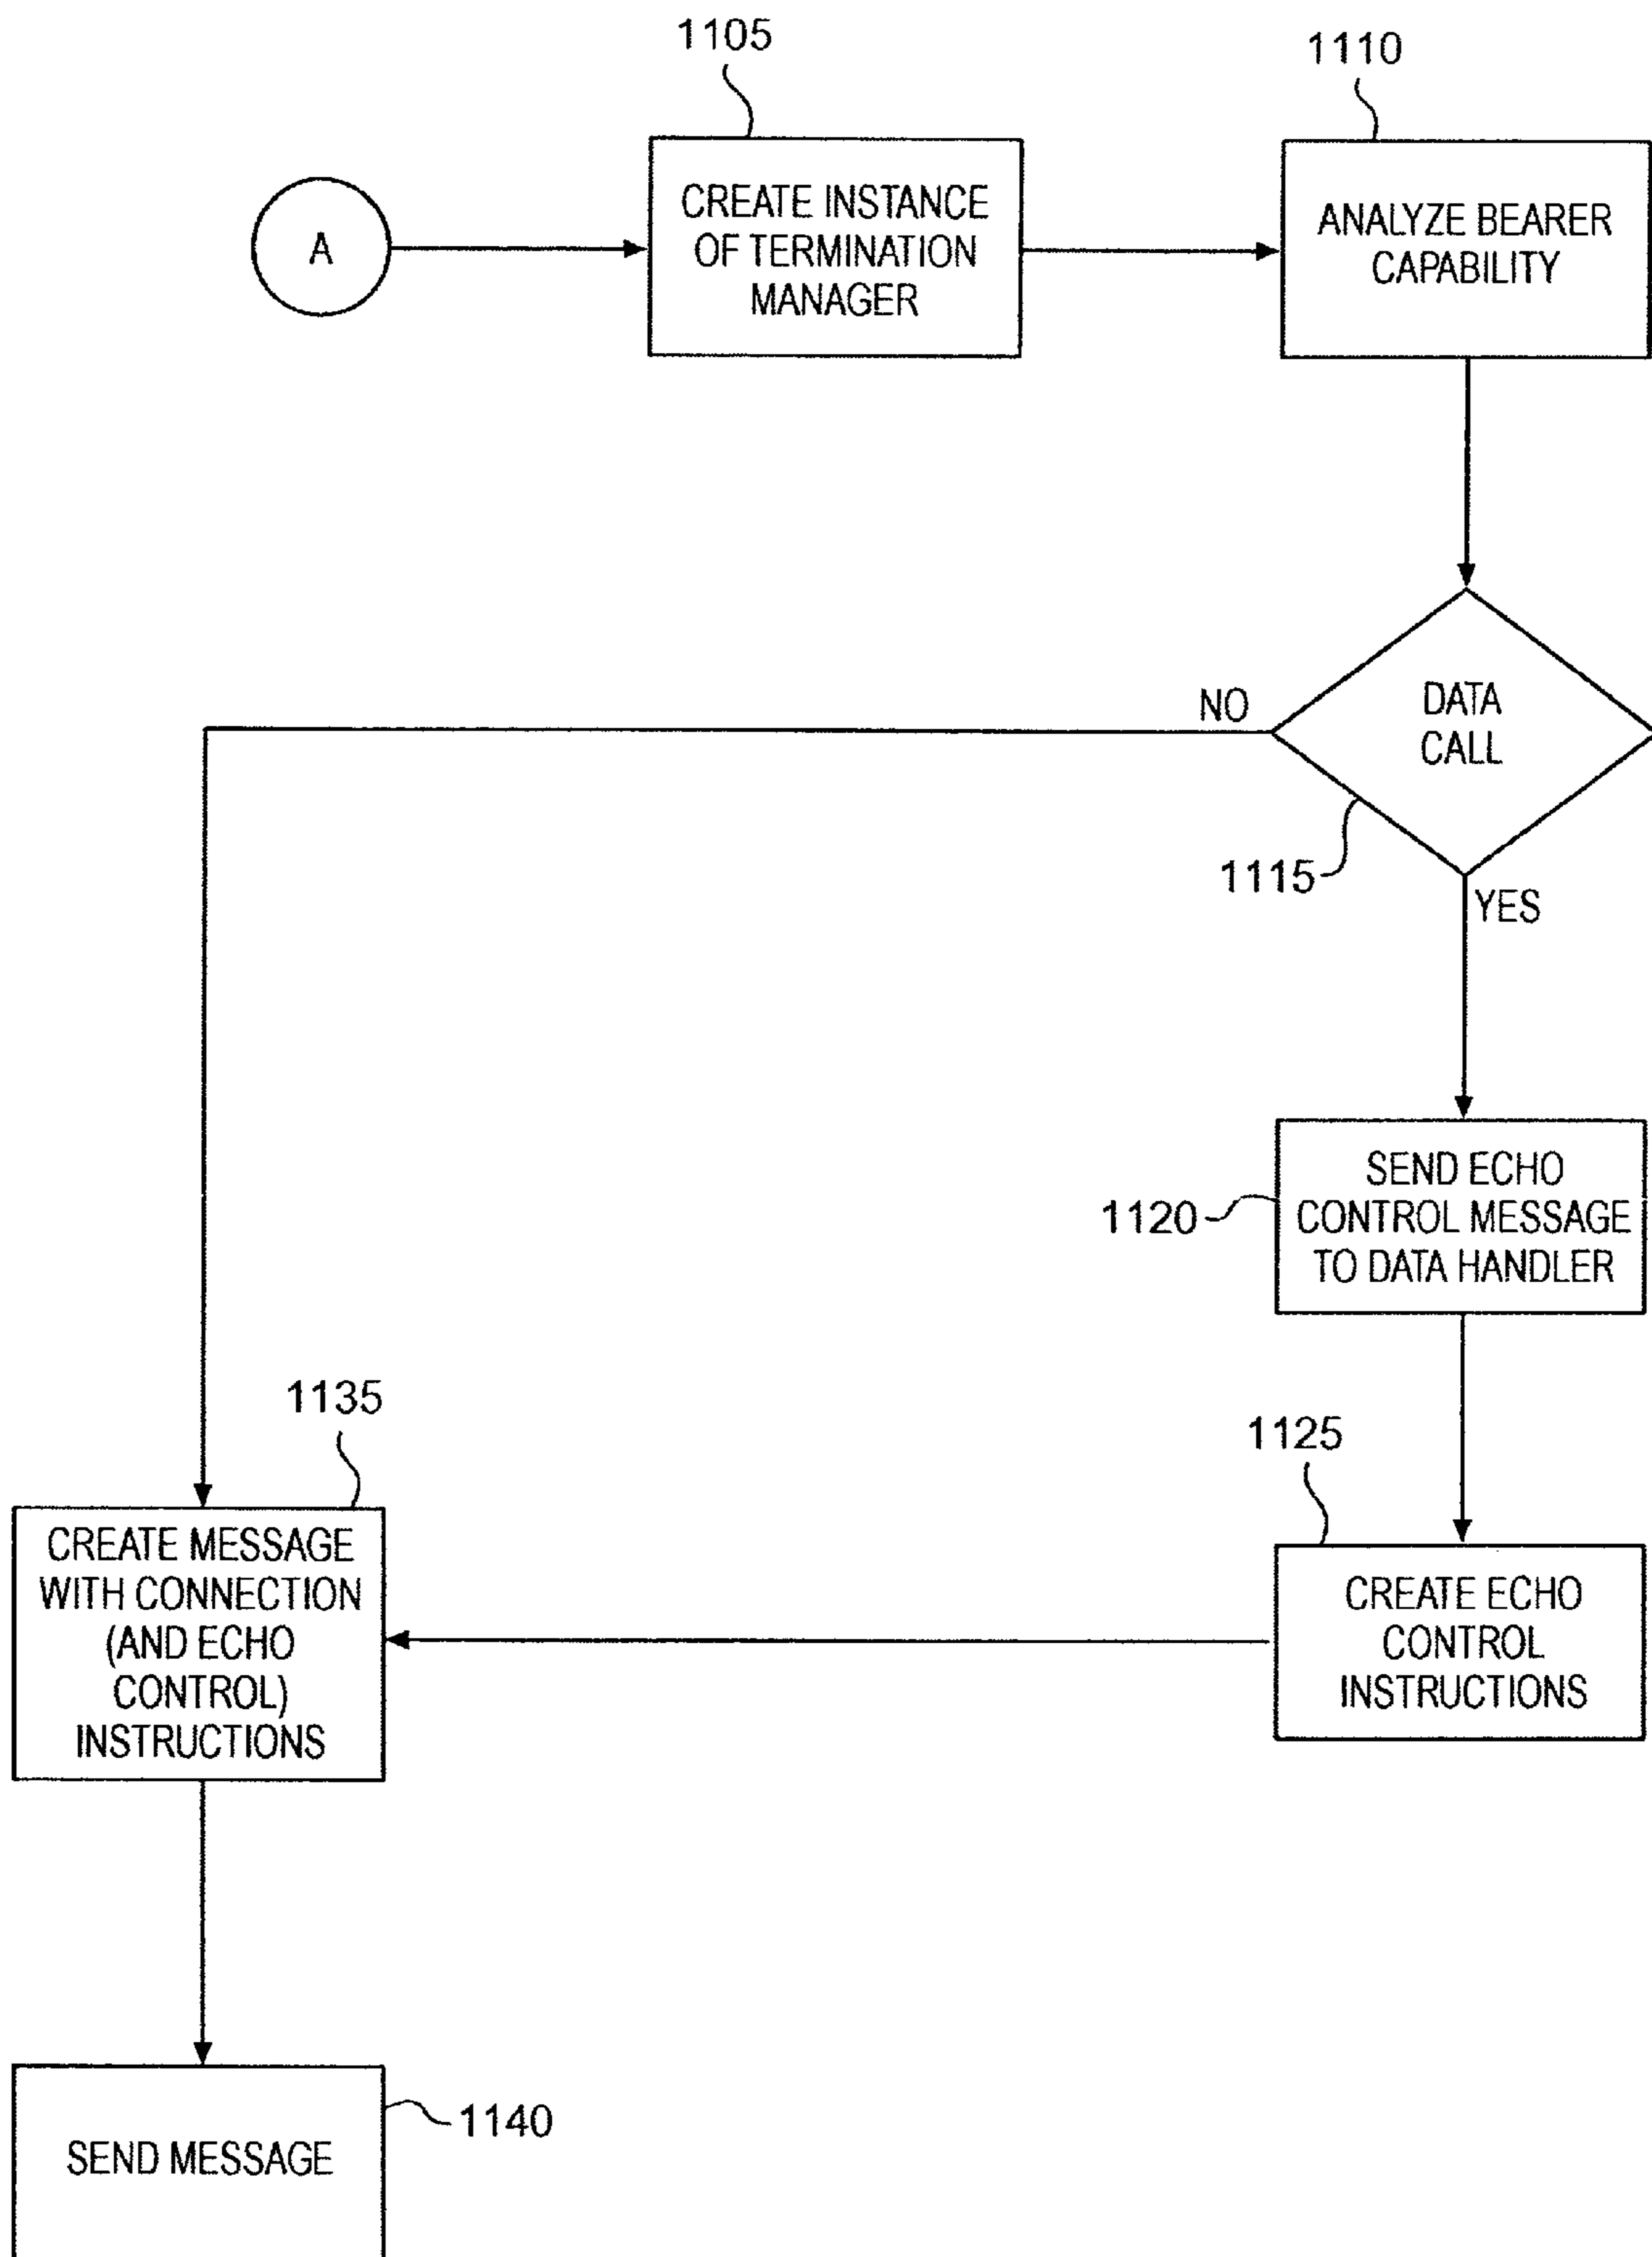 1105
1110
A
CREATE INSTANCE
OF TERMINATION
MANAGER
ANALYZE BEARER
CAPABILITY
NO
DATA
CALL
1115
YES
1120
SEND ECHO
CONTROL MESSAGE
TO DATA HANDLER
1135
1125
CREATE MESSAGE
WITH CONNECTION
(AND ECHO
CONTROL)
INSTRUCTIONS
CREATE ECHO
CONTROL
INSTRUCTIONS
1140
SEND MESSAGE